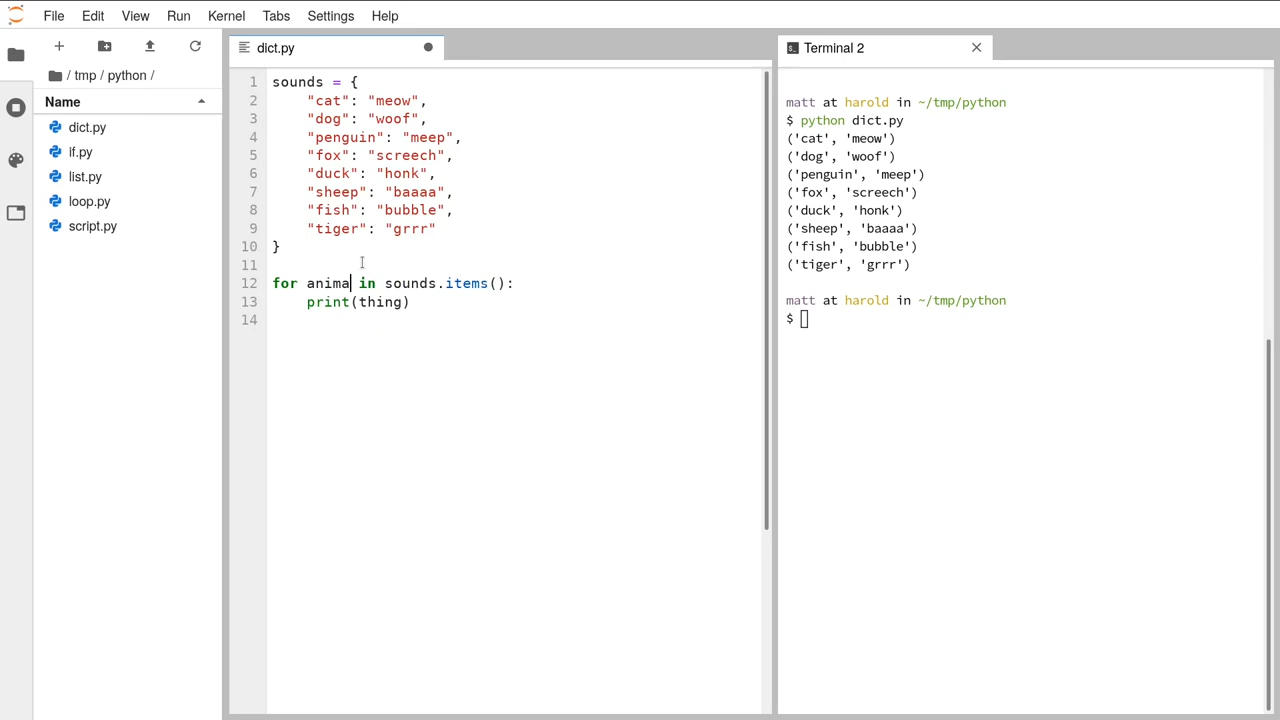 File Edit View Run Kernel Tabs Settings Help
/ tmp / python /
Name
dict.py
if.py
list.py
loop.py
script.py
dict.py
1 sounds = {
2 "cat": "meow",
3 "dog": "woof",
4 "penguin": "meep",
5 "fox": "screech",
6 "duck": "honk",
7 "sheep": "baaaa",
8 "fish": "bubble",
9 "tiger": "grrr"
10 }
11
12 for anima in sounds.items():
13 print(thing)
14
Terminal 2
matt at harold in ~/tmp/python
$ python dict.py
('cat', 'meow')
('dog', 'woof')
('penguin', 'meep')
('fox', 'screech')
('duck', 'honk')
('sheep', 'baaaa')
('fish', 'bubble')
('tiger', 'grrr')
matt at harold in ~/tmp/python
$